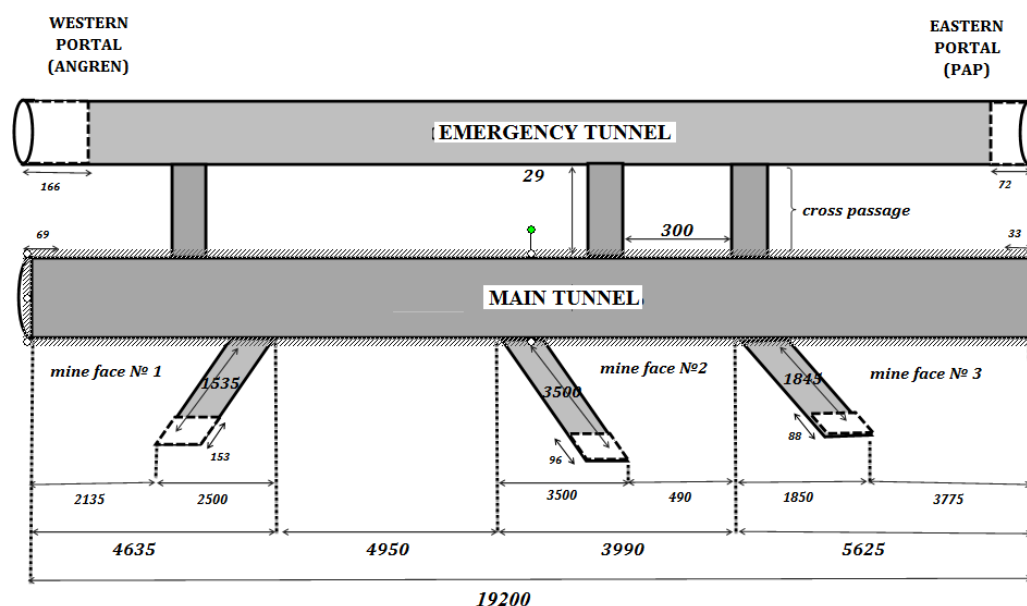 WESTERN
PORTAL
(ANGREN)
EASTERN
PORTAL
(PAP)
EMERGENCY TUNNEL
166
29
72
cross passage
69
300
33
MAIN TUNNEL
mine face № 1
1535
3500
mine face №2
1845
mine face № 3
153
96
88
2135
2500
3500
490
1850
3775
4635
4950
3990
5625
19200